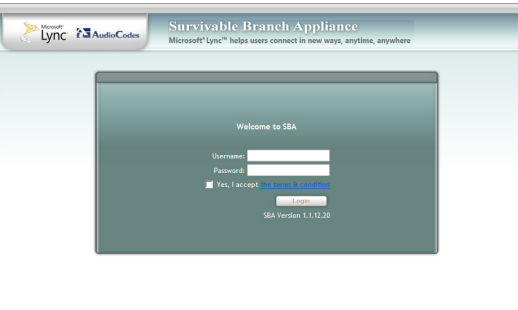 Microsoft®
Lync
AudioCodes
Survivable Branch Appliance
Microsoft® Lync™ helps users connect in new ways, anytime, anywhere
Welcome to SBA
Username:
Password:
Yes, I accept the terms & condition
Login
SBA Version 1.1.12.20